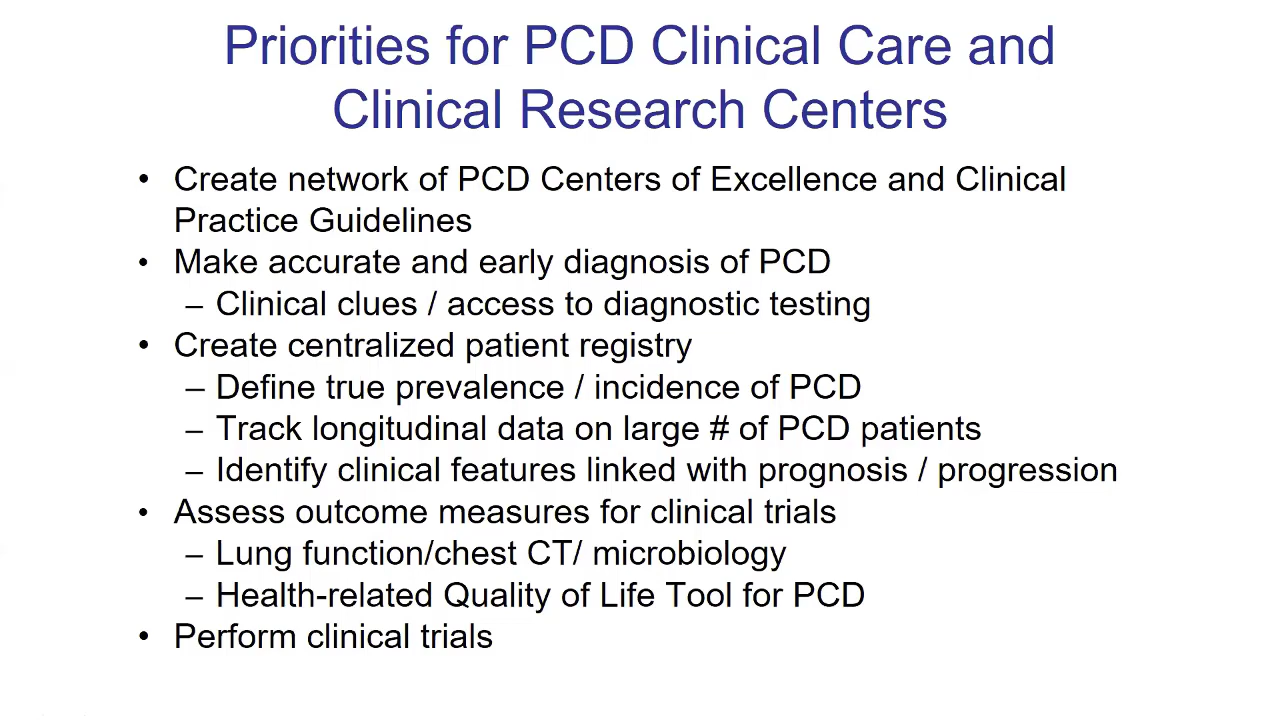 Priorities for PCD Clinical Care and
Clinical Research Centers
• Create network of PCD Centers of Excellence and Clinical
Practice Guidelines
• Make accurate and early diagnosis of PCD
– Clinical clues / access to diagnostic testing
• Create centralized patient registry
– Define true prevalence / incidence of PCD
– Track longitudinal data on large # of PCD patients
– Identify clinical features linked with prognosis / progression
• Assess outcome measures for clinical trials
– Lung function/chest CT/ microbiology
– Health-related Quality of Life Tool for PCD
• Perform clinical trials